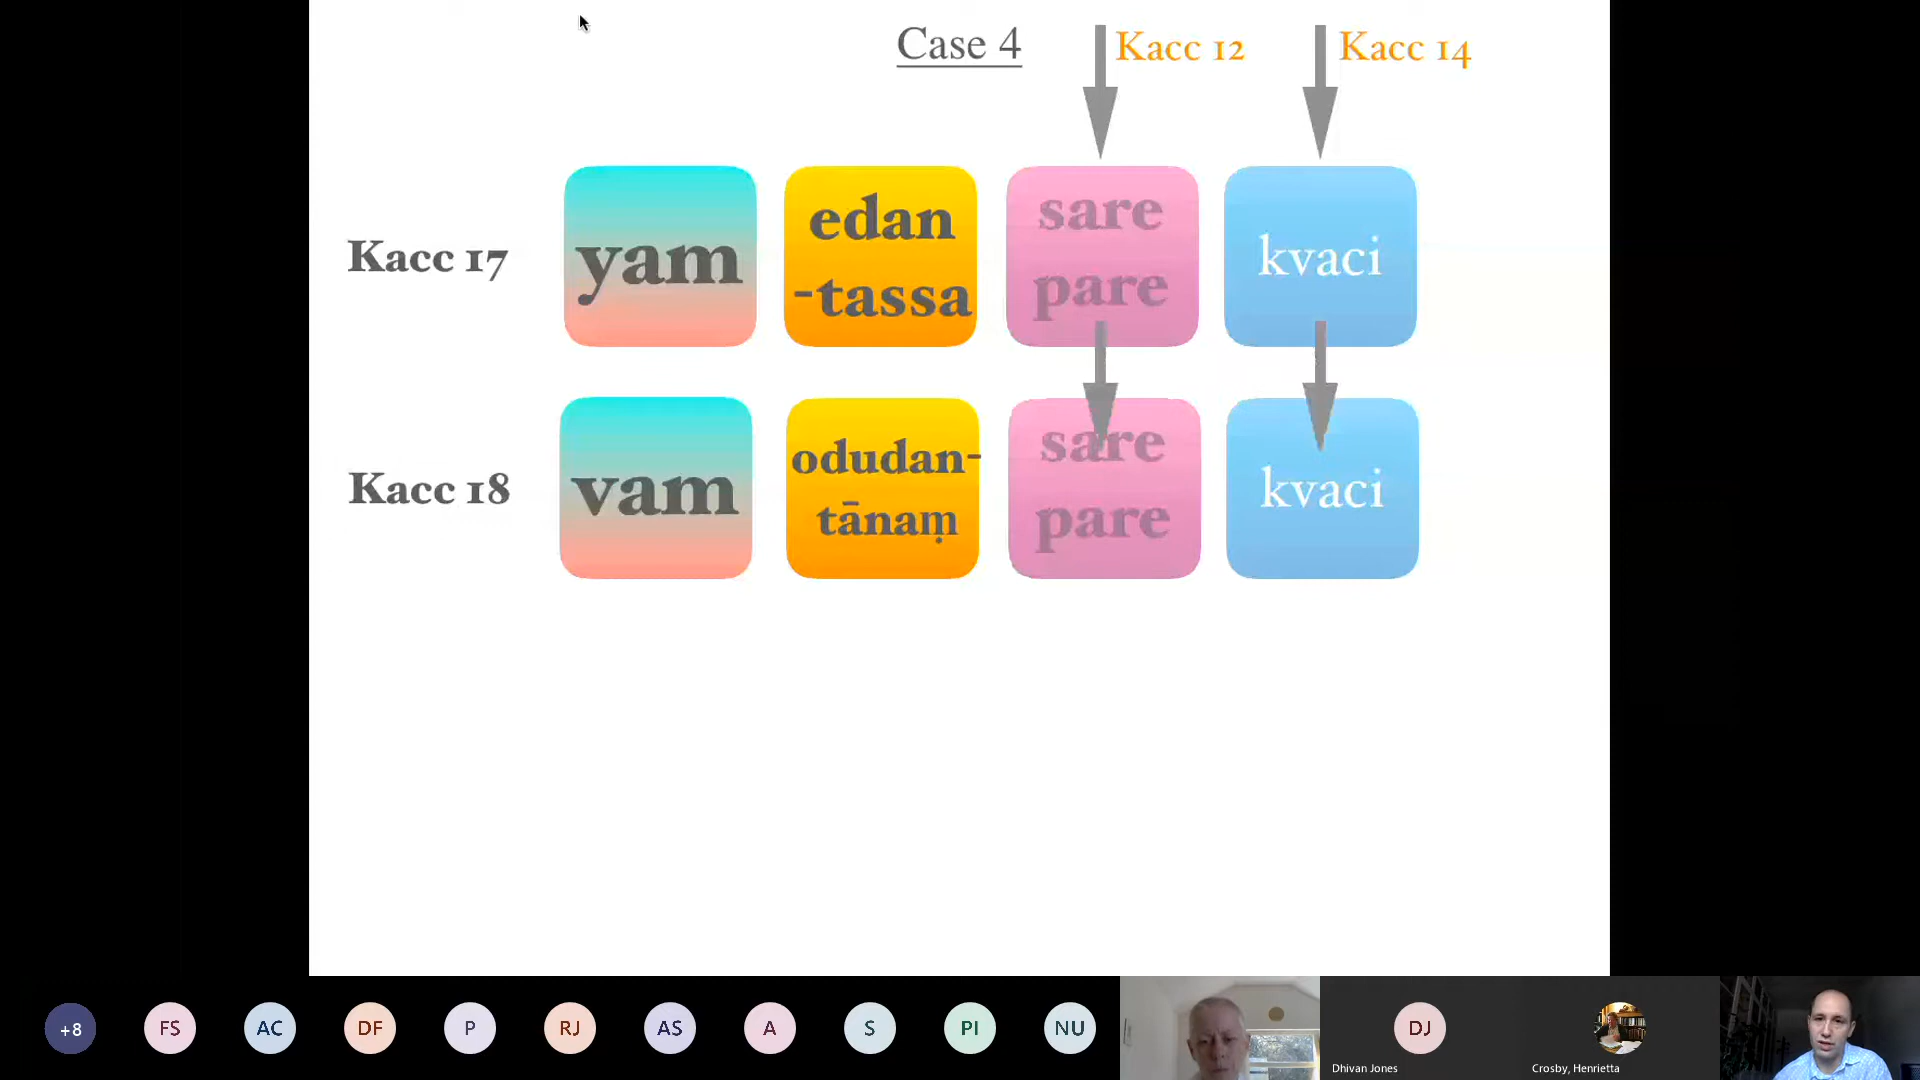 Case 4
Kacc 12
Kacc 14
Kacc 17
yam
edan
-tassa
sare
pare
kvaci
Kacc 18
vam
odudan-
tānaṃ
sare
pare
kvaci
+8
FS
AC
DF
P
RJ
AS
A
S
PI
NU
DJ
Dhivan Jones
Crosby, Henrietta